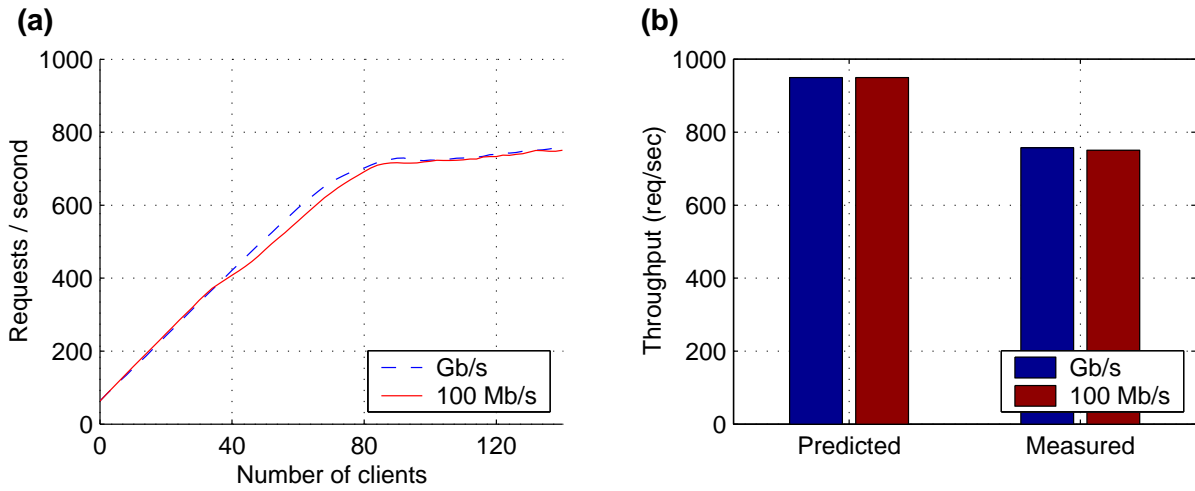 (a)
1000
800
600
400
200
0
Requests / second
0 40 80 120
Number of clients
Gb/s
100 Mb/s
(b)
1000
800
600
400
200
0
Throughput (req/sec)
Predicted Measured
Gb/s
100 Mb/s